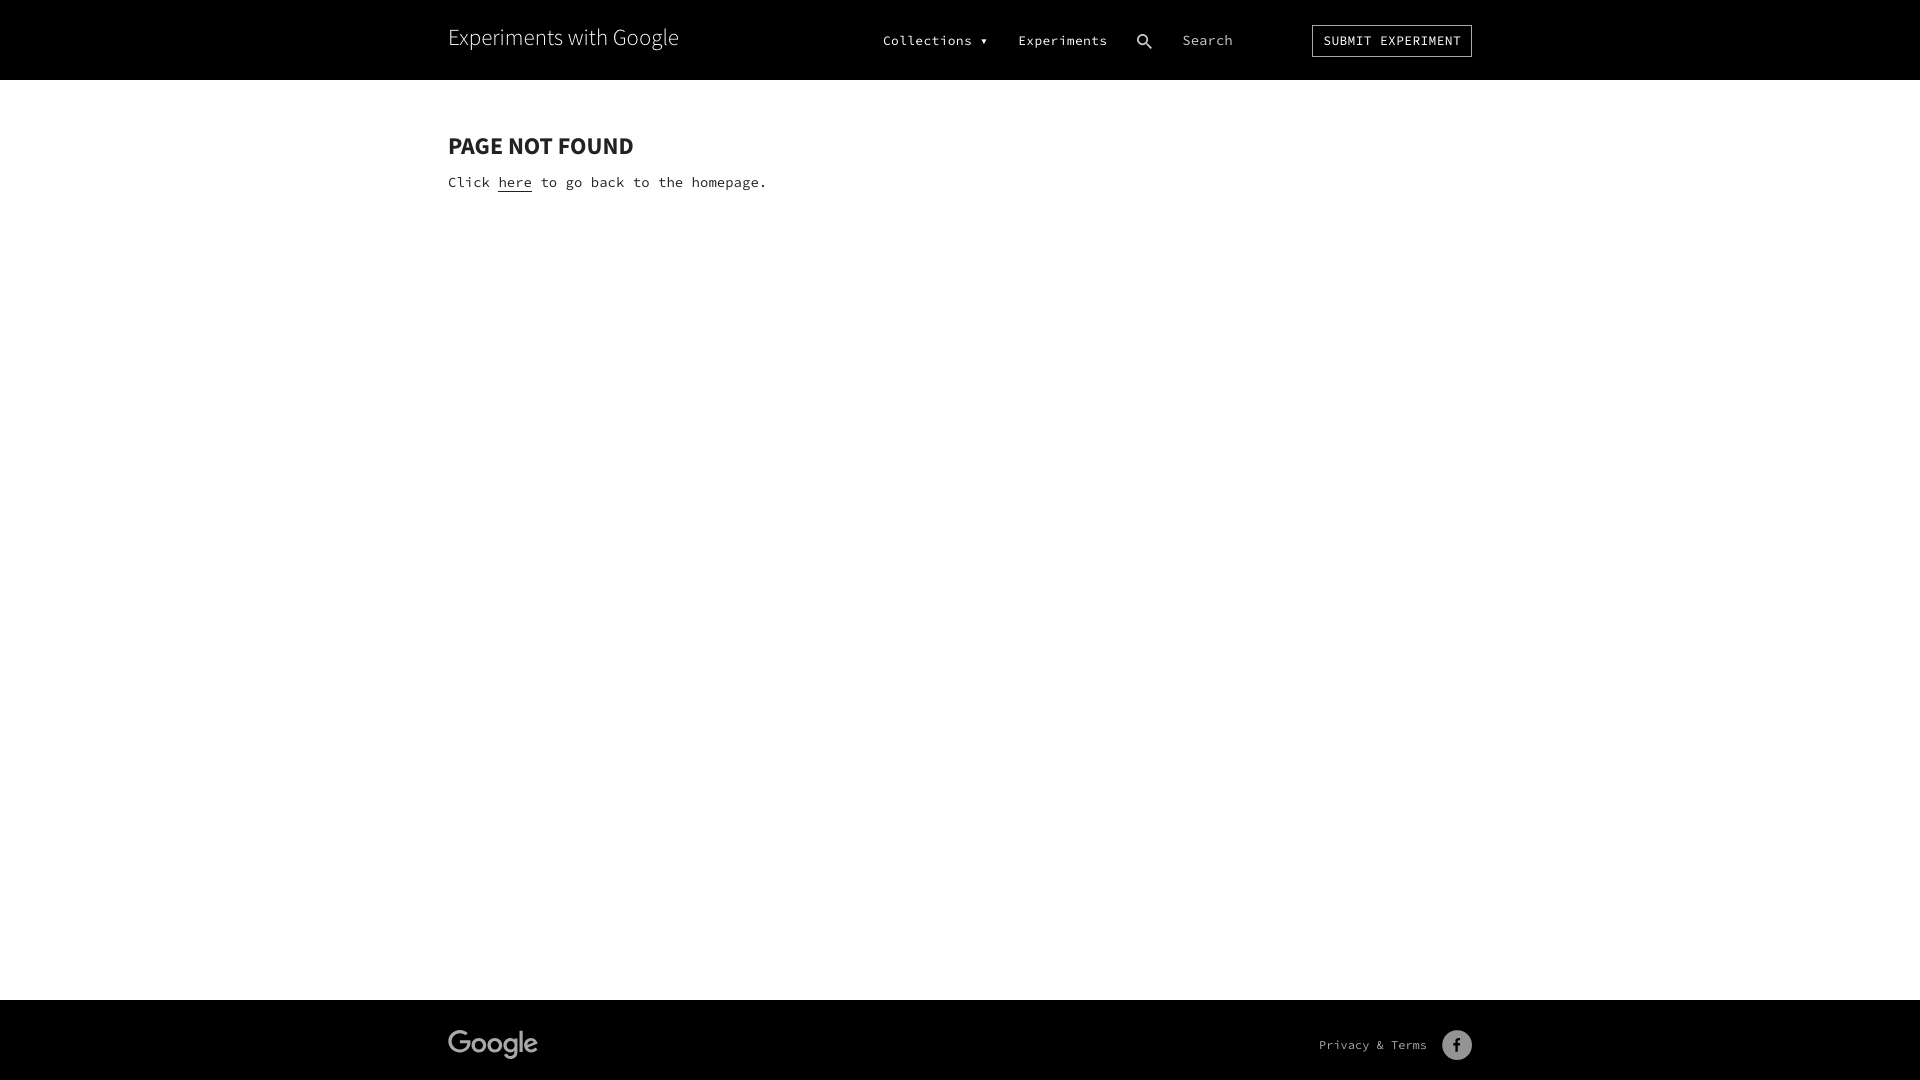 Experiments with Google
Collections ▾
Experiments
Search
SUBMIT EXPERIMENT
PAGE NOT FOUND
Click here to go back to the homepage.
Google
Privacy & Terms